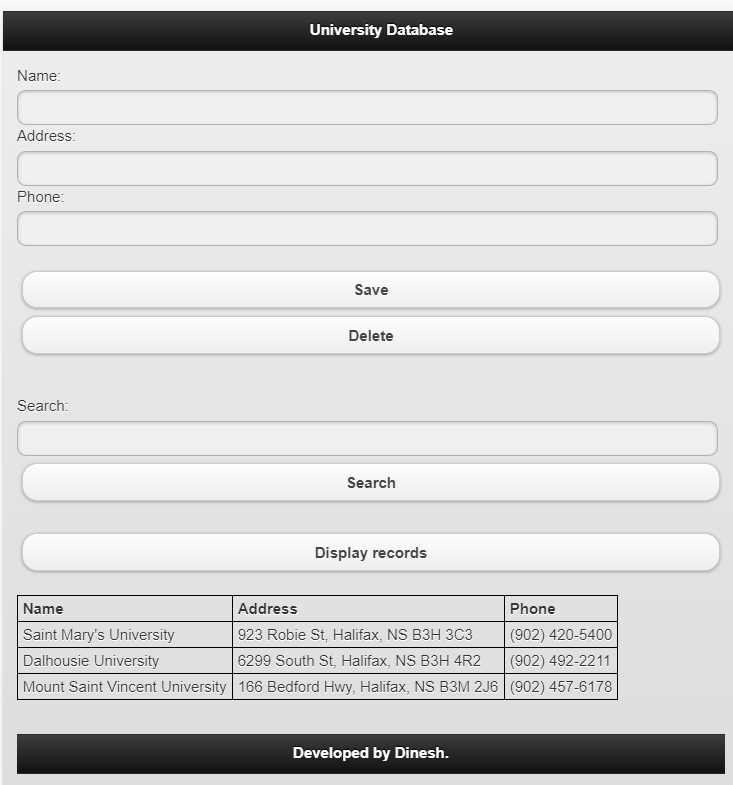 University Database
Name:
Address:
Phone:
Save
Delete
Search:
Search
Display records
Name Address Phone
Saint Mary's University 923 Robie St, Halifax, NS B3H 3C3 (902) 420-5400
Dalhousie University 6299 South St, Halifax, NS B3H 4R2 (902) 492-2211
Mount Saint Vincent University 166 Bedford Hwy, Halifax, NS B3M 2J6 (902) 457-6178
Developed by Dinesh.